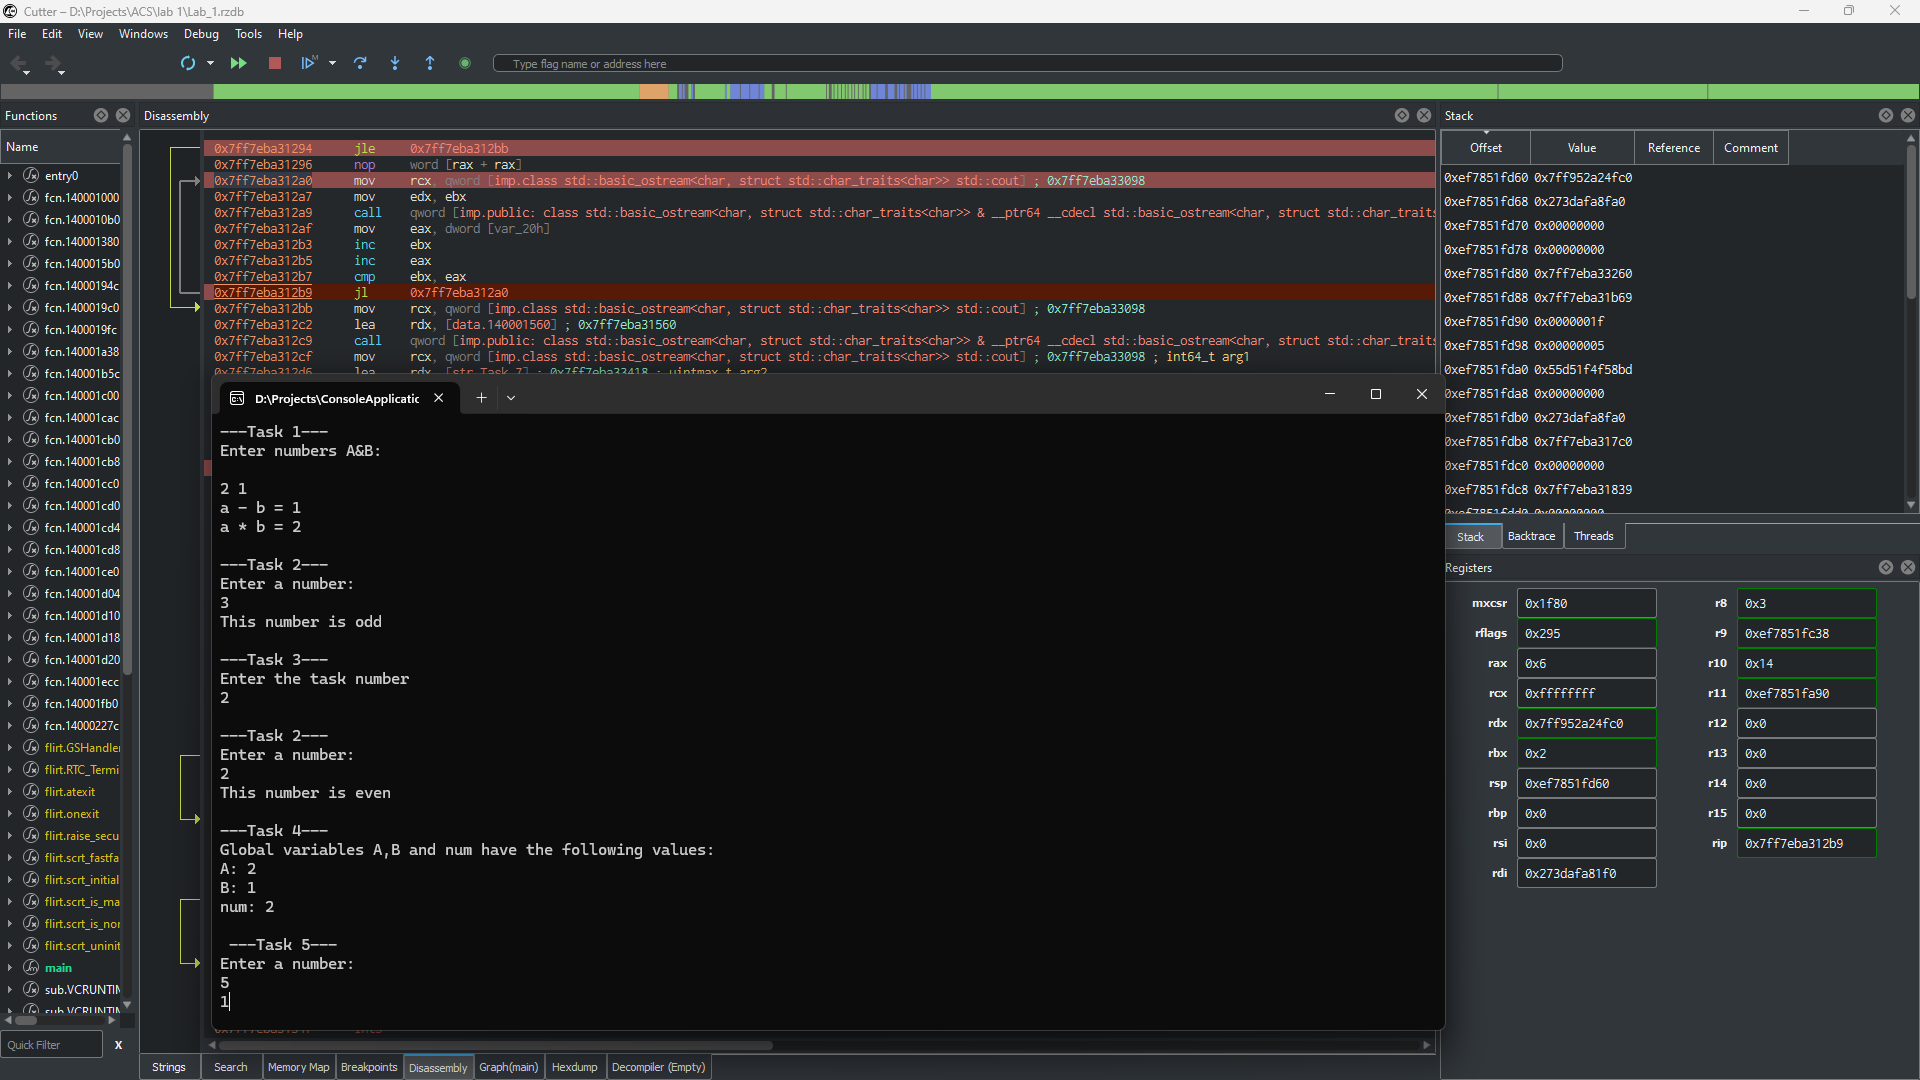 Cutter – D:\Projects\ACS\lab 1\Lab_1.rzdb
File Edit View Windows Debug Tools Help
Type flag name or address here
Functions
Name
entry0
fcn.140001000
fcn.1400010b0
fcn.140001380
fcn.1400015b0
fcn.1400194c
fcn.1400019c0
fcn.1400019fc
fcn.140001a38
fcn.140001b5c
fcn.140001c00
fcn.140001cac
fcn.140001cb0
fcn.140001cb8
fcn.140001cc0
fcn.140001cd0
fcn.140001cd4
fcn.140001cd8
fcn.140001ce0
fcn.140001d04
fcn.140001d10
fcn.140001d18
fcn.140001d20
fcn.140001ecc
fcn.140001fb0
fcn.14000227c
flirt.GSHandler
flirt.RTC_Termi
flirt.atexit
flirt.onexit
flirt.raise_secu
flirt.scrt_fastfa
flirt.scrt_initial
flirt.scrt_is_ma
flirt.scrt_is_nor
flirt.scrt_uninit
main
sub.VCRUNTIM
sub.VCRUNTIM
Quick Filter X
Disassembly
0x7ff7eba31294 jle 0x7ff7eba312bb
0x7ff7eba31296 nop word [rax + rax]
0x7ff7eba312a0 mov rcx, qword [imp.class std::basic_ostream<char, struct std::char_traits<char>> std::cout] ; 0x7ff7eba33098
0x7ff7eba312a7 mov edx, ebx
0x7ff7eba312a9 call qword [imp.public: class std::basic_ostream<char, struct std::char_traits<char>> & __ptr64 __cdecl std::basic_ostream<char, struct std::char_traits
0x7ff7eba312af mov eax, dword [var_20h]
0x7ff7eba312b3 inc ebx
0x7ff7eba312b5 inc eax
0x7ff7eba312b7 cmp ebx, eax
0x7ff7eba312b9 jl 0x7ff7eba312a0
0x7ff7eba312bb mov rcx, qword [imp.class std::basic_ostream<char, struct std::char_traits<char>> std::cout] ; 0x7ff7eba33098
0x7ff7eba312c2 lea rdx, [data.140001560] ; 0x7ff7eba31560
0x7ff7eba312c9 call qword [imp.public: class std::basic_ostream<char, struct std::char_traits<char>> & __ptr64 __cdecl std::basic_ostream<char, struct std::char_traits
0x7ff7eba312cf mov rcx, qword [imp.class std::basic_ostream<char, struct std::char_traits<char>> std::cout] ; 0x7ff7eba33098 ; int64_t arg1
0x7ff7eba312d6 lea rdx, [str.Task_7] ; 0x7ff7eba33418 ; uintmax_t arg2
D:\Projects\ConsoleApplicatic
---Task 1---
Enter numbers A&B:
2 1
a - b = 1
a * b = 2
---Task 2---
Enter a number:
3
This number is odd
---Task 3---
Enter the task number
2
---Task 2---
Enter a number:
2
This number is even
---Task 4---
Global variables A,B and num have the following values:
A: 2
B: 1
num: 2
---Task 5---
Enter a number:
5
1
Strings Search Memory Map Breakpoints Disassembly Graph(main) Hexdump Decompiler (Empty)
Stack
Offset Value Reference Comment
0xef7851fd60 0x7ff952a24fc0
0xef7851fd68 0x273dafa8fa0
0xef7851fd70 0x00000000
0xef7851fd78 0x00000000
0xef7851fd80 0x7ff7eba33260
0xef7851fd88 0x7ff7eba31b69
0xef7851fd90 0x0000001f
0xef7851fd98 0x00000005
0xef7851fda0 0x55d51f4f58bd
0xef7851fda8 0x00000000
0xef7851fdb0 0x273dafa8fa0
0xef7851fdb8 0x7ff7eba317c0
0xef7851fdc0 0x00000000
0xef7851fdc8 0x7ff7eba31839
0xef7851fdd0 0x00000000
Stack Backtrace Threads
Registers
mxcsr 0x1f80 r8 0x3
rflags 0x295 r9 0xef7851fc38
rax 0x6 r10 0x14
rcx 0xffffffff r11 0xef7851fa90
rdx 0x7ff952a24fc0 r12 0x0
rbx 0x2 r13 0x0
rsp 0xef7851fd60 r14 0x0
rbp 0x0 r15 0x0
rsi 0x0 rip 0x7ff7eba312b9
rdi 0x273dafa81f0